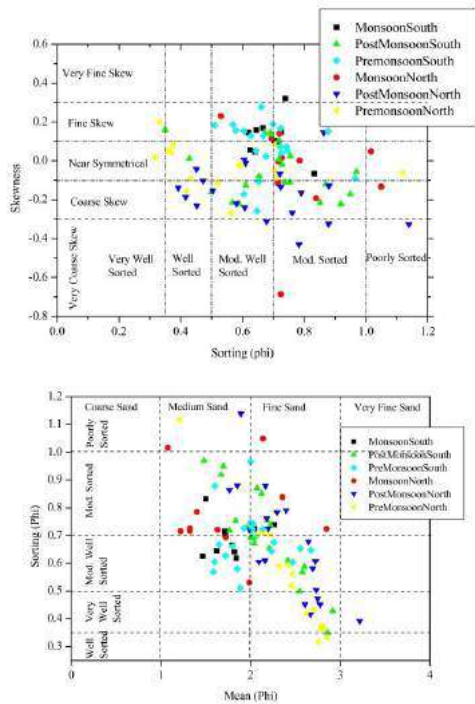 MonsoonSouth
PostMonsoonSouth
PremonsoonSouth
MonsoonNorth
PostMonsoonNorth
PremonsoonNorth
0.6
0.4
0.2
0.0
-0.2
-0.4
-0.6
-0.8
Skewness
Very Fine Skew
Fine Skew
Near Symmetrical
Coarse Skew
Very Coarse Skew
Very Well Sorted
Well Sorted
Mod. Well Sorted
Mod. Sorted
Poorly Sorted
0.0 0.2 0.4 0.6 0.8 1.0 1.2
Sorting (phi)
1.2
1.1
1.0
0.9
0.8
0.7
0.6
0.5
0.4
0.3
Sorting (Phi)
Coarse Sand Medium Sand Fine Sand Very Fine Sand
Poorly Sorted
Mod. Sorted
Mod. Well Sorted
Very Well Sorted
Well Sorted
MonsoonSouth
PostMonsoonSouth
PreMonsoonSouth
MonsoonNorth
PostMonsoonNorth
PreMonsoonNorth
0 1 2 3 4
Mean (Phi)